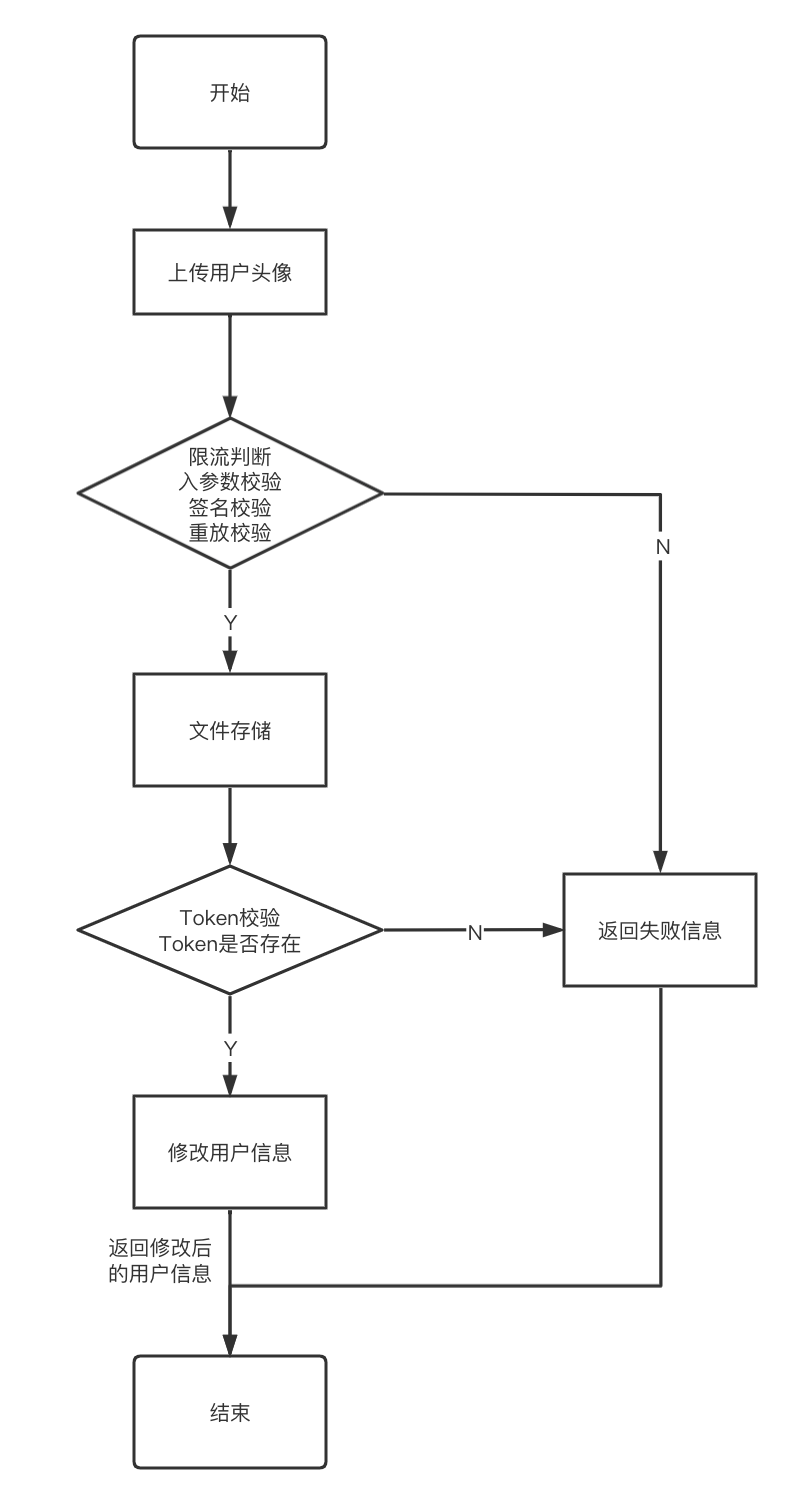 开始
上传用户头像
限流判断
入参数校验
签名校验
重放校验
N
Y
文件存储
Token校验
Token是否存在
N
返回失败信息
Y
修改用户信息
返回修改后
的用户信息
结束